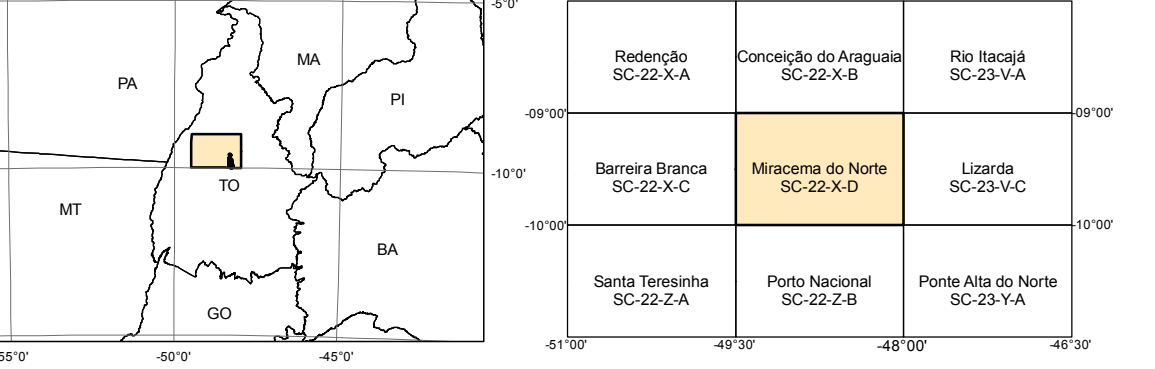 -5°0'
MA
PA
PI
-10°0'
TO
MT
BA
GO
55°0'
-50°0'
-45°0'
Redenção
SC-22-X-A
Conceição do Araguaia
SC-22-X-B
Rio Itacajá
SC-23-V-A
-09°00'
-09°00'
Barreira Branca
SC-22-X-C
Miracema do Norte
SC-22-X-D
Lizarda
SC-23-V-C
-10°00'
-10°00'
Santa Teresinha
SC-22-Z-A
Porto Nacional
SC-22-Z-B
Ponte Alta do Norte
SC-23-Y-A
-51°00'
-49°30'
-48°00'
-46°30'